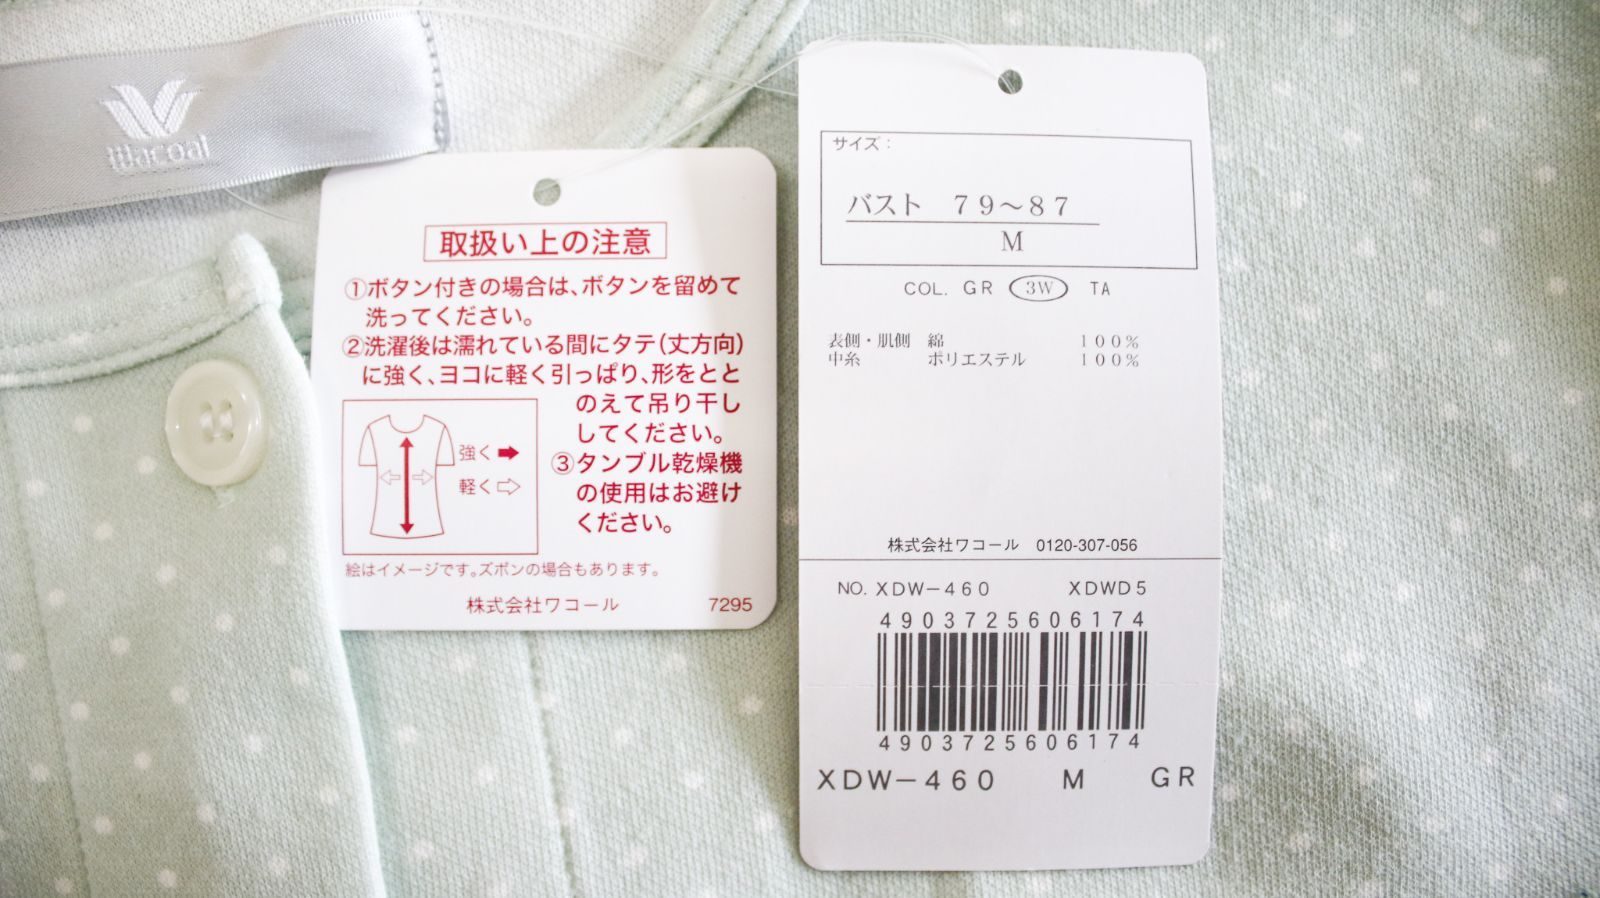 wacoal
取扱い上の注意
①ボタン付きの場合は、ボタンを留めて
洗ってください。
②洗濯後は濡れている間にタテ(丈方向)
に強く、ヨコに軽く引っぱり、形をとと
のえて吊り干し
してください。
③タンブル乾燥機
の使用はお避け
ください。
強く
軽く
絵はイメージです。ズボンの場合もあります。
株式会社ワコール 7295
サイズ:
バスト 79~87
M
COL. GR 3W TA
表側・肌側 綿 100%
中糸 ポリエステル 100%
株式会社ワコール 0120-307-056
NO. XDW-460 XDWD5
4903725606174
4903725606174
XDW-460 M GR